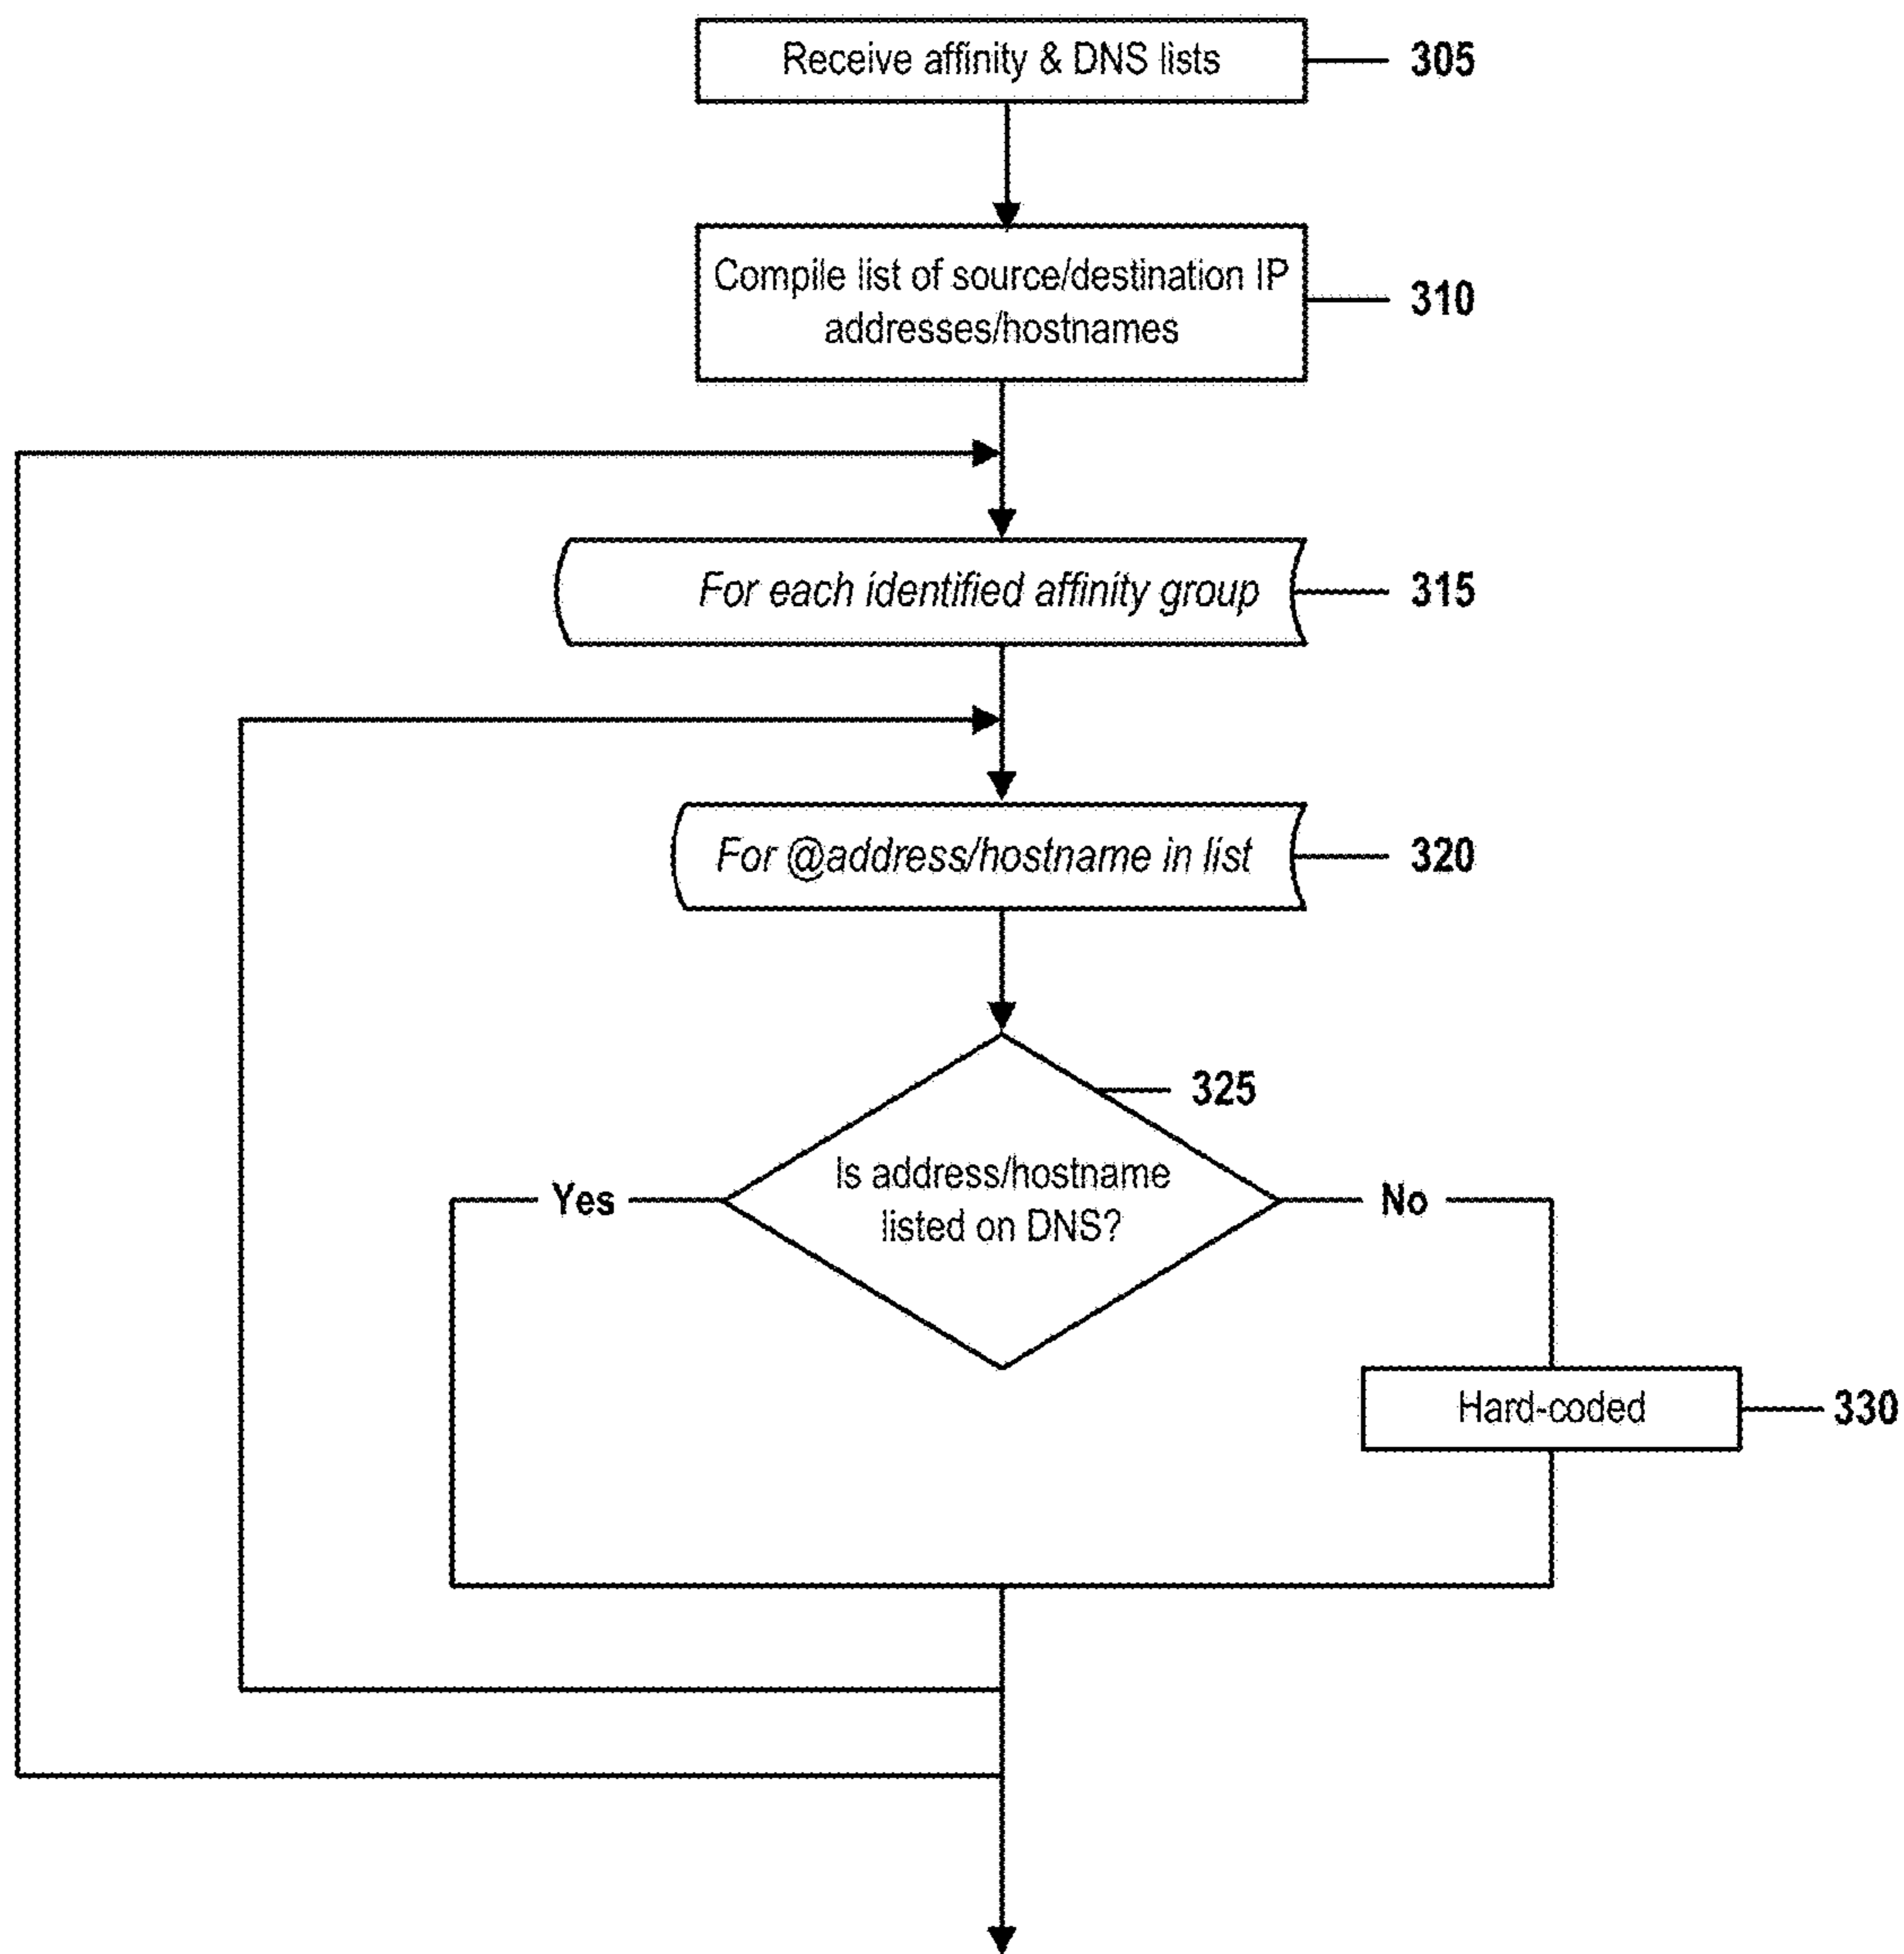 Receive affinity & DNS lists
305
Compile list of source/destination IP
addresses/hostnames
310
For each identified affinity group
315
For @address/hostname in list
320
325
Is address/hostname
listed on DNS?
Yes
No
Hard-coded
330